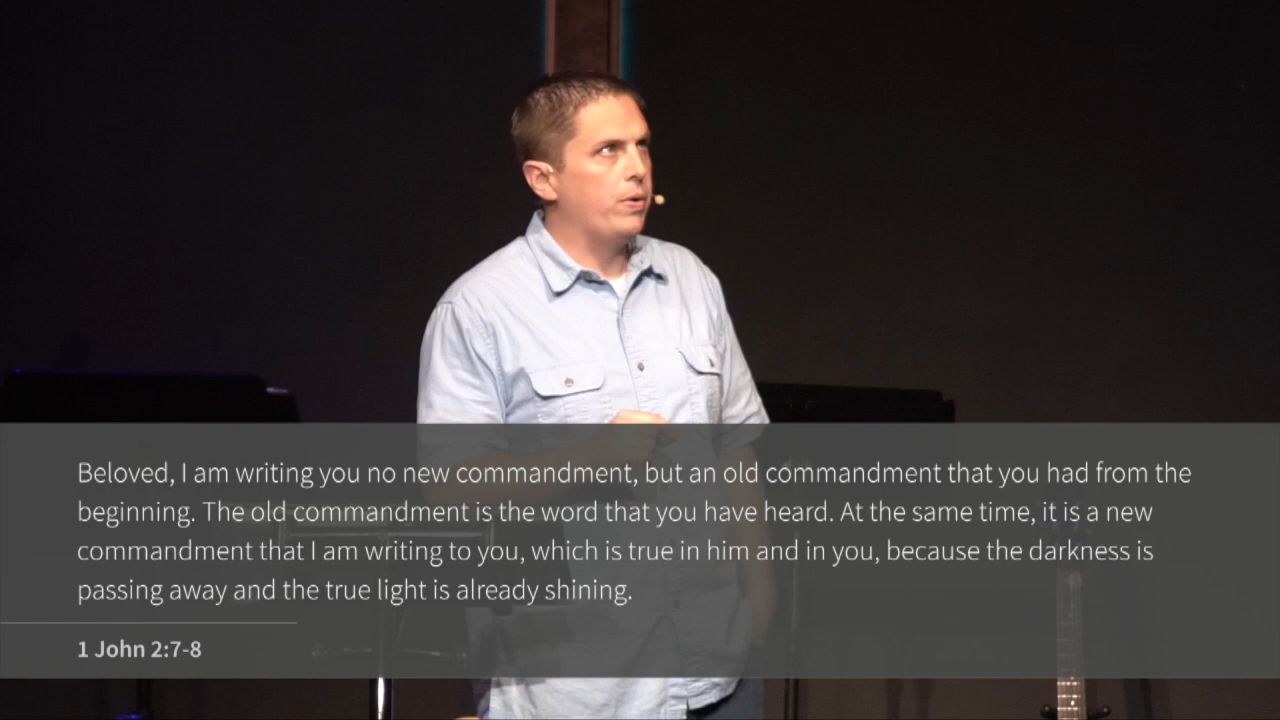 Beloved, I am writing you no new commandment, but an old commandment that you had from the
beginning. The old commandment is the word that you have heard. At the same time, it is a new
commandment that I am writing to you, which is true in him and in you, because the darkness is
passing away and the true light is already shining.
1 John 2:7-8